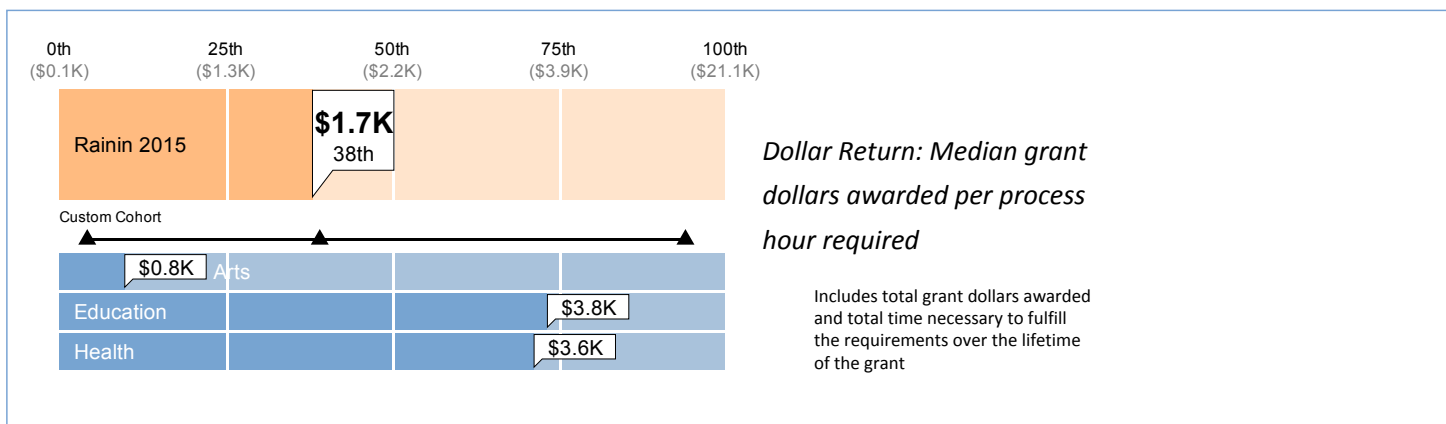 0th 25th 50th 75th 100th
($0.1K) ($1.3K) ($2.2K) ($3.9K) ($21.1K)
Rainin 2015
$1.7K
38th
Custom Cohort
$0.8K Arts
Education $3.8K
Health $3.6K
Dollar Return: Median grant
dollars awarded per process
hour required
Includes total grant dollars awarded
and total time necessary to fulfill
the requirements over the lifetime
of the grant